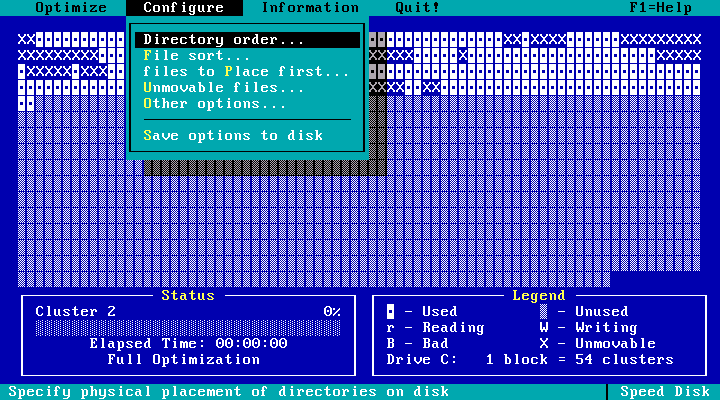 Optimize Configure Information Quit! F1=Help
Directory order...
File sort...
files to Place first...
Unmovable files...
Other options...
Save options to disk
Status
Cluster 2 0%
Elapsed Time: 00:00:00
Full Optimization
Legend
- Used - Unused
r - Reading W - Writing
B - Bad X - Unmovable
Drive C: 1 block = 54 clusters
Specify physical placement of directories on disk Speed Disk